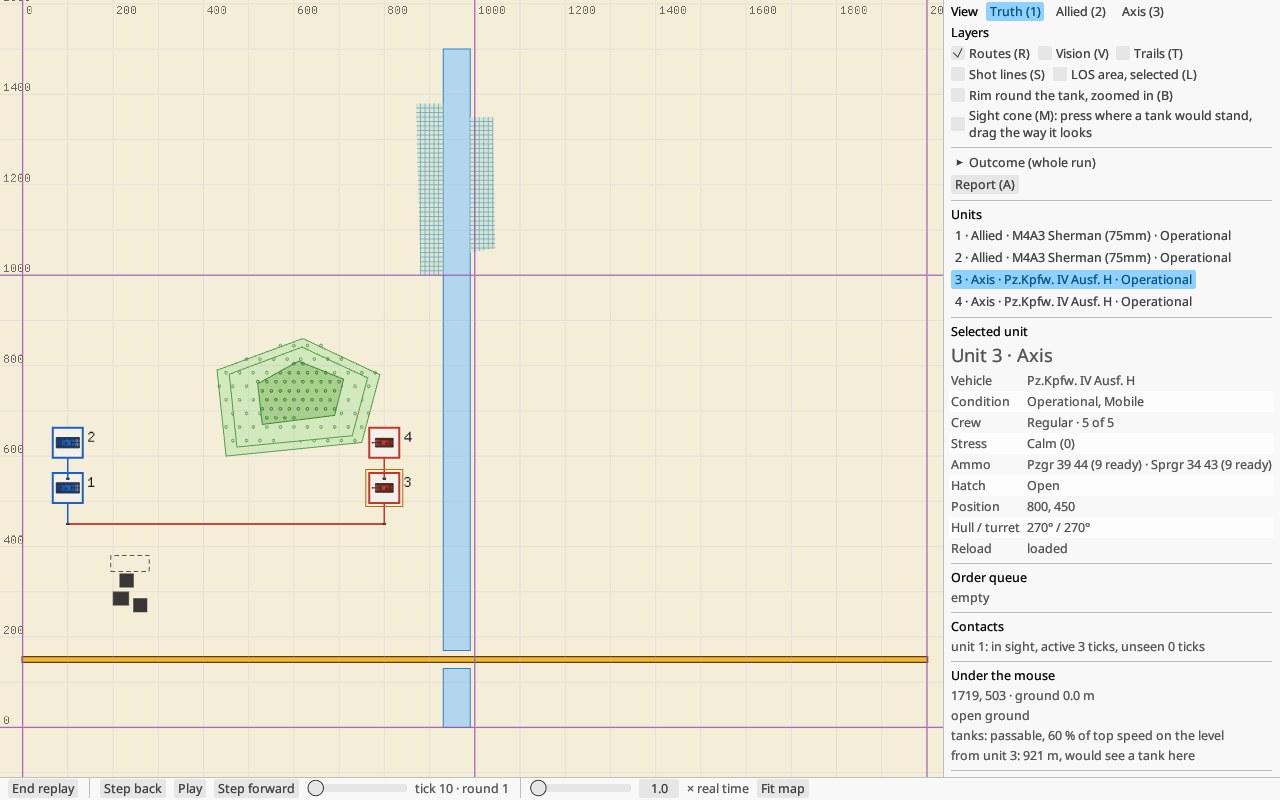 0 200 400 600 800 1000 1200 1400 1600 1800 20
View Truth (1) Allied (2) Axis (3)
Layers
Routes (R) Vision (V) Trails (T)
Shot lines (S) LOS area, selected (L)
Rim round the tank, zoomed in (B)
Sight cone (M): press where a tank would stand,
drag the way it looks
Outcome (whole run)
Report (A)
Units
1 · Allied · M4A3 Sherman (75mm) · Operational
2 · Allied · M4A3 Sherman (75mm) · Operational
3 · Axis · Pz.Kpfw. IV Ausf. H · Operational
4 · Axis · Pz.Kpfw. IV Ausf. H · Operational
Selected unit
Unit 3 · Axis
Vehicle Pz.Kpfw. IV Ausf. H
Condition Operational, Mobile
Crew Regular · 5 of 5
Stress Calm (0)
Ammo Pzgr 39 44 (9 ready) · Sprgr 34 43 (9 ready)
Hatch Open
Position 800, 450
Hull / turret 270° / 270°
Reload loaded
Order queue
empty
Contacts
unit 1: in sight, active 3 ticks, unseen 0 ticks
Under the mouse
1719, 503 · ground 0.0 m
open ground
tanks: passable, 60 % of top speed on the level
from unit 3: 921 m, would see a tank here
1400
1200
1000
800
600
400
200
0
2
4
1
3
End replay Step back Play Step forward tick 10 · round 1 1.0 × real time Fit map